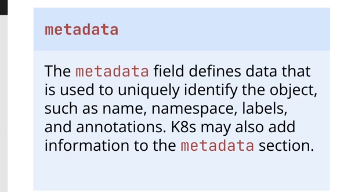 metadata
The metadata field defines data that
is used to uniquely identify the object,
such as name, namespace, labels,
and annotations. K8s may also add
information to the metadata section.